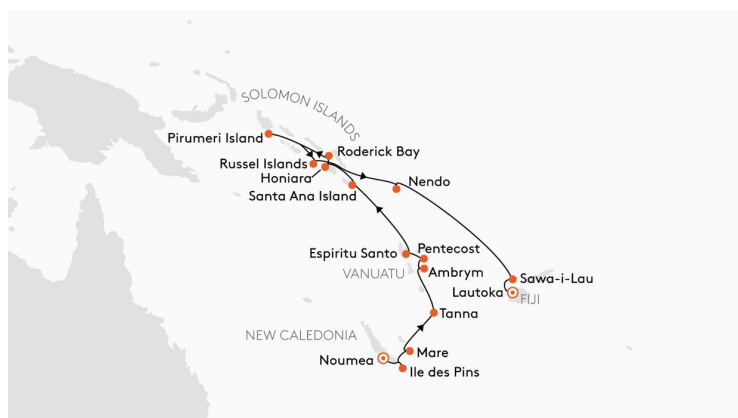 SOLOMON ISLANDS
Pirumeri Island
Roderick Bay
Russel Islands
Honiara
Santa Ana Island
Nendo
Espiritu Santo
Pentecost
VANUATU
Ambrym
Sawa-i-Lau
Lautoka
FIJI
Tanna
NEW CALEDONIA
Noumea
Mare
Ile des Pins